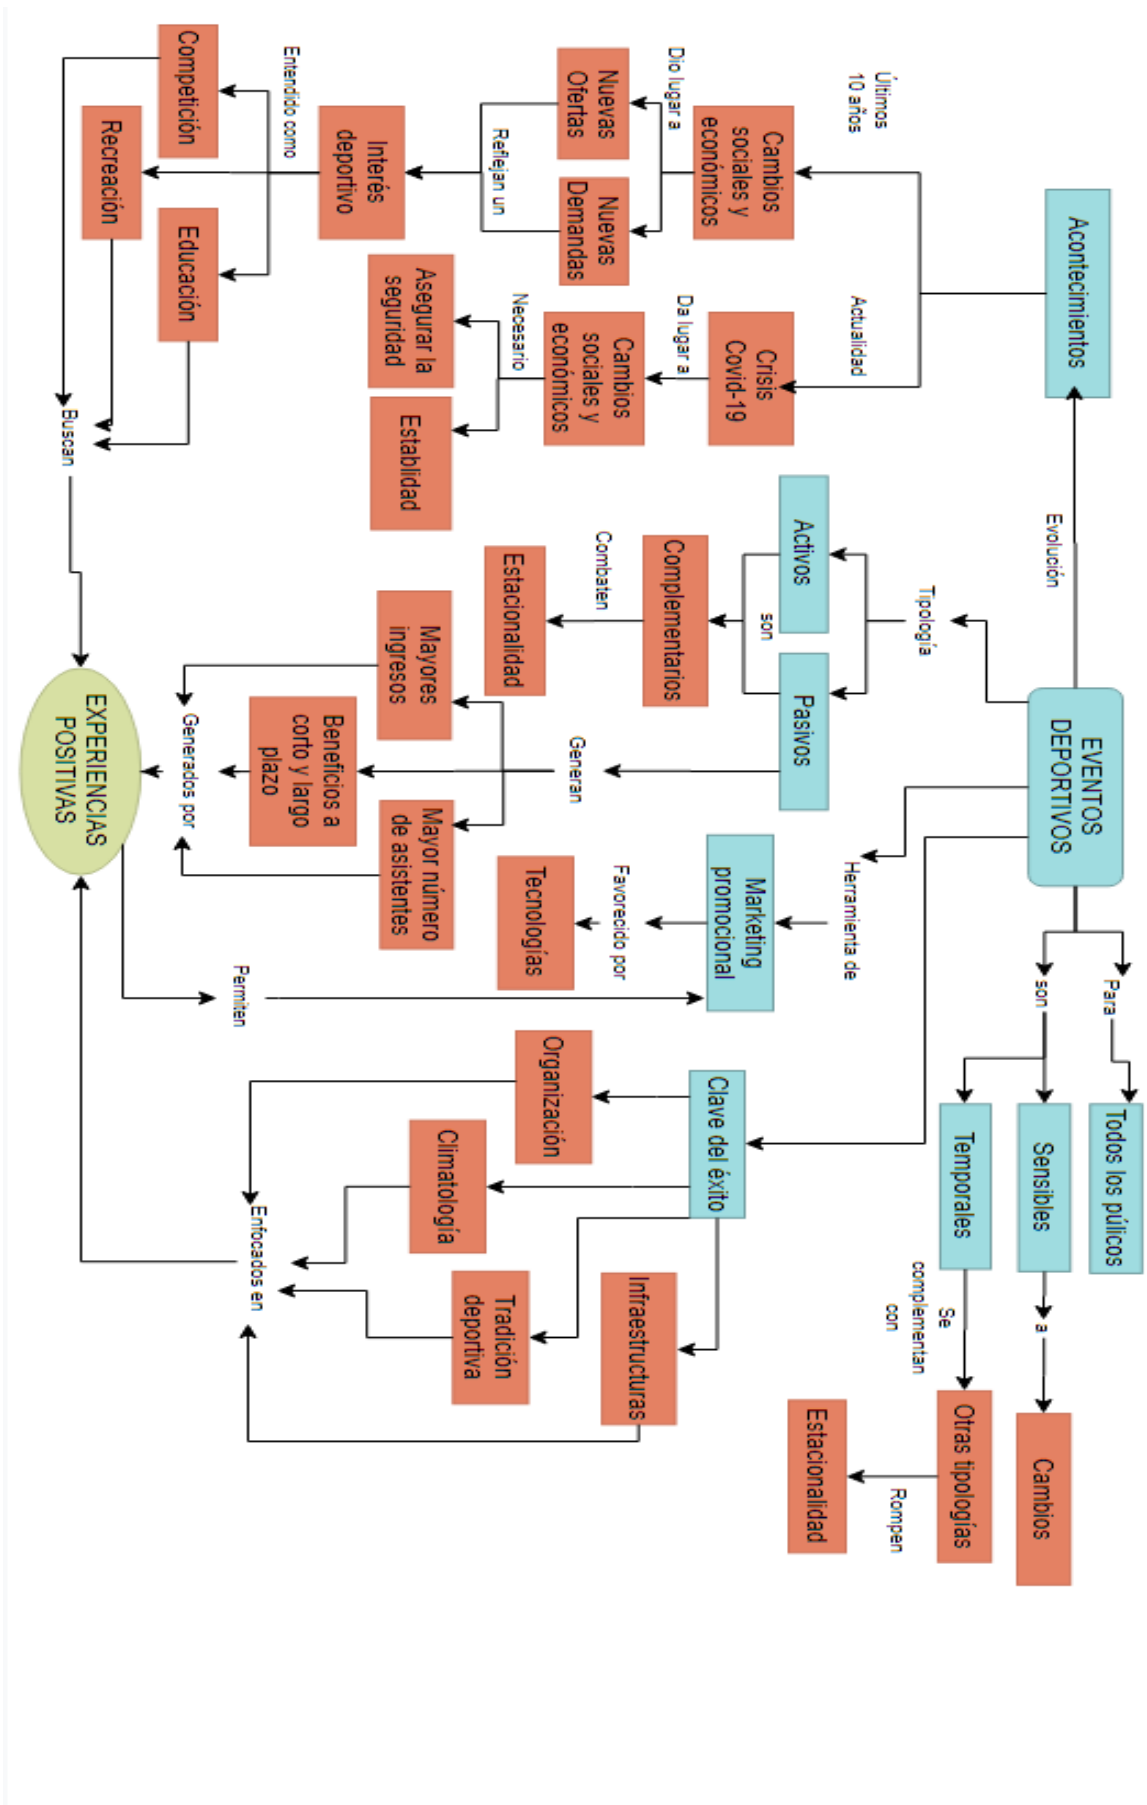 EVENTOS
DEPORTIVOS
Evolución
Acontecimientos
Últimos
10 años
Actualidad
Cambios
sociales y
económicos
Dio lugar a
Nuevas
Ofertas
Nuevas
Demandas
Reflejan un
Interés
deportivo
Entendido como
Competición
Recreación
Educación
Buscan
Crisis
Covid-19
Da lugar a
Cambios
sociales y
económicos
Necesario
Asegurar la
seguridad
Establidad
Tipología
Activos
Pasivos
son
Complementarios
Combaten
Estacionalidad
Generan
Mayores
ingresos
Beneficios a
corto y largo
plazo
Mayor número
de asistentes
Generados por
EXPERIENCIAS
POSITIVAS
Permiten
Herramienta de
Marketing
promocional
Favorecido por
Tecnologías
Clave del éxito
Organización
Climatología
Tradición
deportiva
Infraestructuras
Enfocados en
Para
Todos los púlicos
son
Sensibles
a
Cambios
Temporales
Se
complementan
con
Otras tipologías
Rompen
Estacionalidad